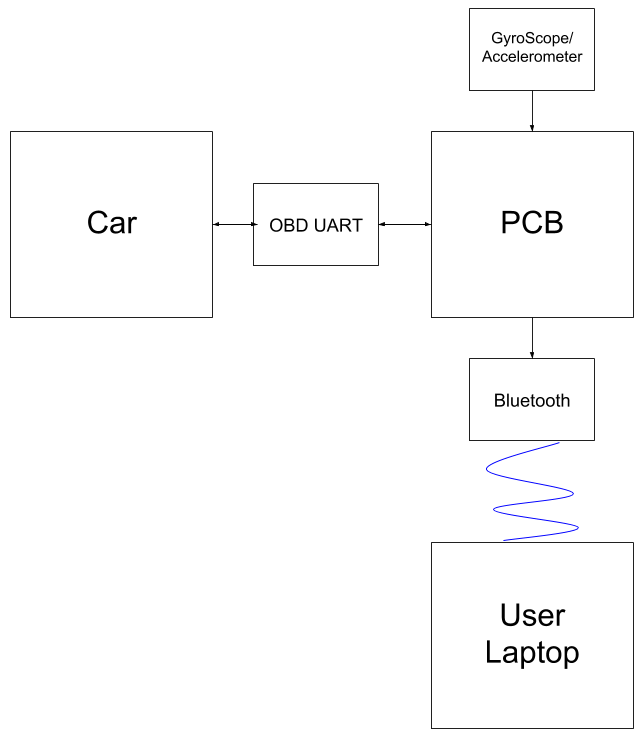 GyroScope/
Accelerometer
Car
OBD UART
PCB
Bluetooth
User
Laptop